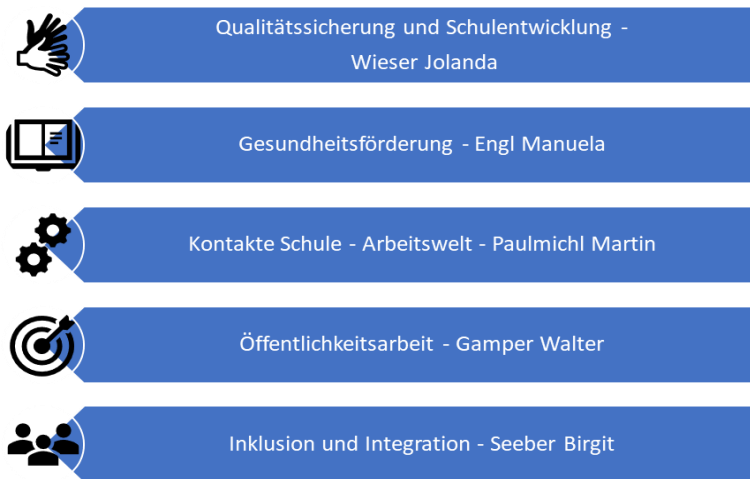 Qualitätssicherung und Schulentwicklung -
Wieser Jolanda
Gesundheitsförderung - Engl Manuela
Kontakte Schule - Arbeitswelt - Paulmichl Martin
Öffentlichkeitsarbeit - Gamper Walter
Inklusion und Integration - Seeber Birgit